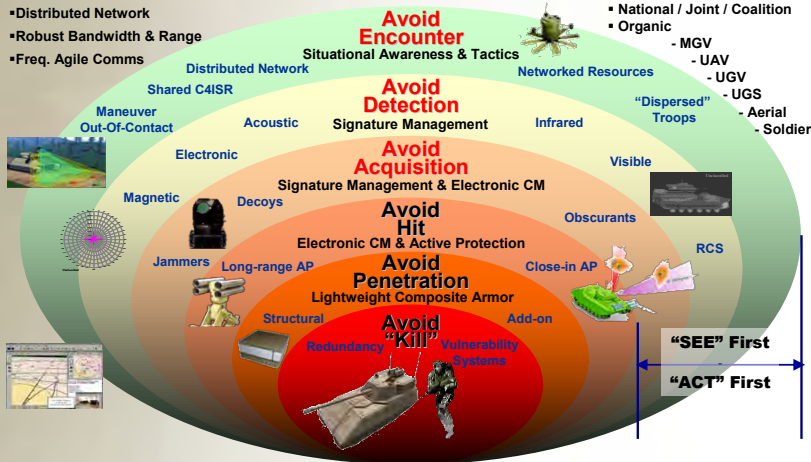 ▪Distributed Network
▪Robust Bandwidth & Range
▪Freq. Agile Comms
▪ National / Joint / Coalition
▪ Organic
- MGV
- UAV
- UGV
- UGS
- Aerial
- Soldier
Avoid
Encounter
Situational Awareness & Tactics
Distributed Network
Networked Resources
Shared C4ISR
Maneuver
Out-Of-Contact
"Dispersed"
Troops
Avoid
Detection
Signature Management
Acoustic
Infrared
Electronic
Visible
Magnetic
Avoid
Acquisition
Signature Management & Electronic CM
Decoys
Obscurants
RCS
Avoid
Hit
Electronic CM & Active Protection
Jammers
Long-range AP
Close-in AP
Avoid
Penetration
Lightweight Composite Armor
Structural
Add-on
Avoid
"Kill"
Redundancy
Vulnerability
Systems
"SEE" First
"ACT" First